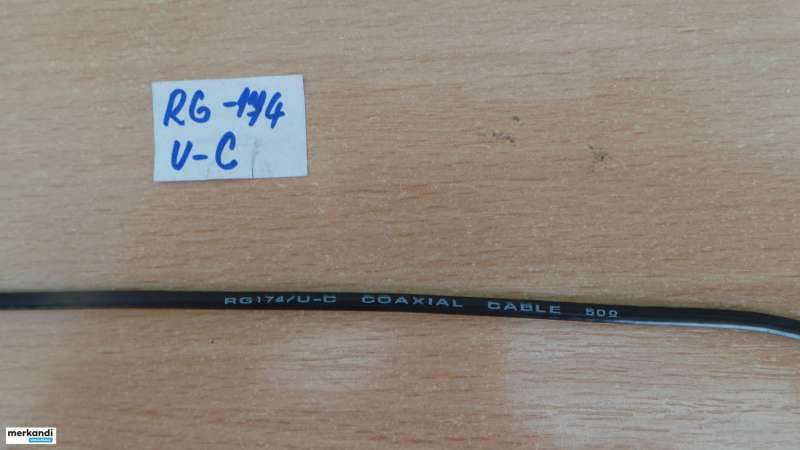 RG-174
U-C
RG174/U-C COAXIAL CABLE 50Ω
merkandi